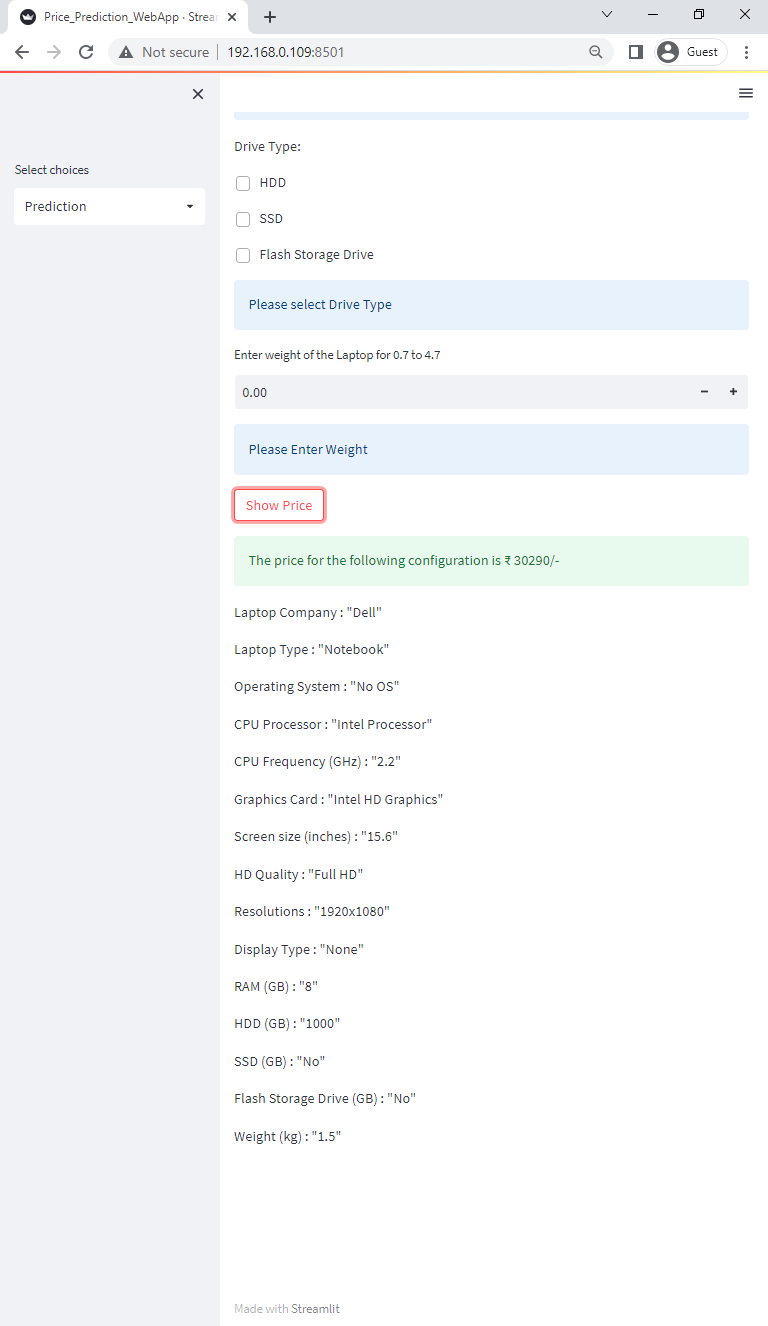 Price_Prediction_WebApp · Strear
Not secure
192.168.0.109:8501
Guest
Select choices
Prediction
Drive Type:
HDD
SSD
Flash Storage Drive
Please select Drive Type
Enter weight of the Laptop for 0.7 to 4.7
0.00
Please Enter Weight
Show Price
The price for the following configuration is ₹ 30290/-
Laptop Company : "Dell"
Laptop Type : "Notebook"
Operating System : "No OS"
CPU Processor : "Intel Processor"
CPU Frequency (GHz) : "2.2"
Graphics Card : "Intel HD Graphics"
Screen size (inches) : "15.6"
HD Quality : "Full HD"
Resolutions : "1920x1080"
Display Type : "None"
RAM (GB) : "8"
HDD (GB) : "1000"
SSD (GB) : "No"
Flash Storage Drive (GB) : "No"
Weight (kg) : "1.5"
Made with Streamlit